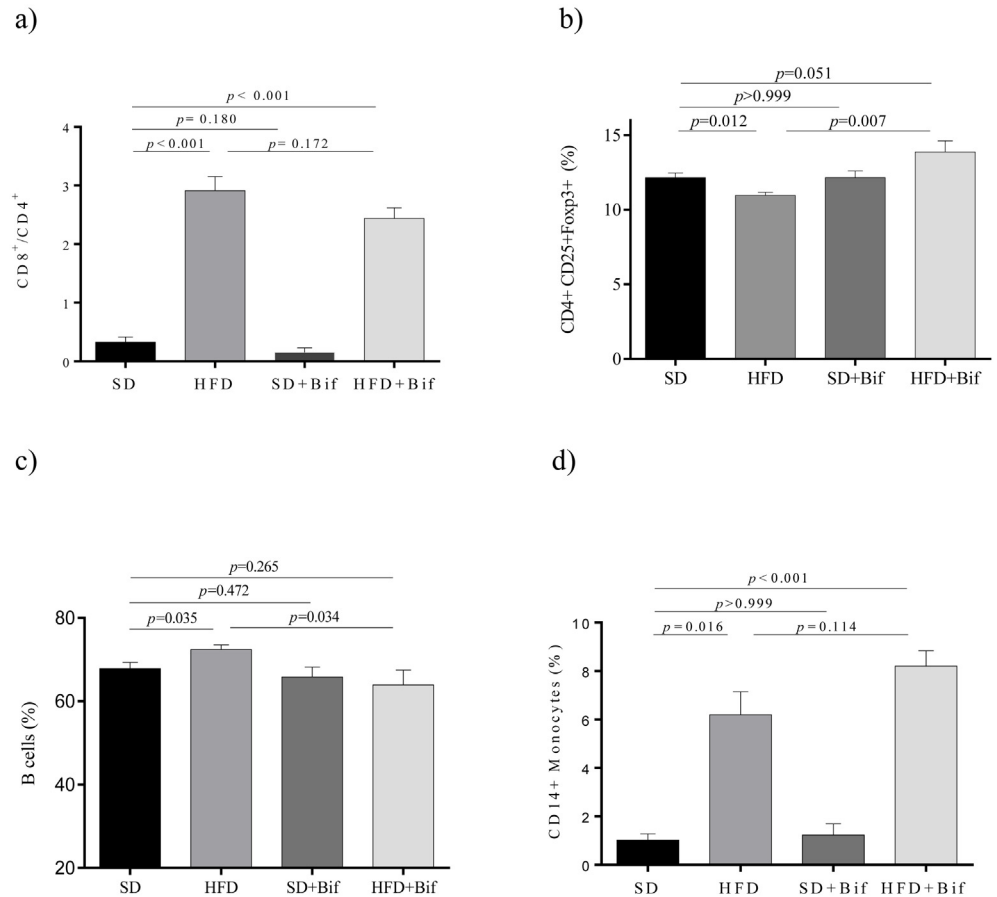 a)
p< 0.001
p= 0.180
p<0.001
p= 0.172
CD8+/CD4+
4
3
2
1
0
SD
HFD
SD+Bif
HFD+Bif
b)
p=0.051
p>0.999
p=0.012
p=0.007
CD4+CD25+Foxp3+ (%)
15
10
5
0
SD
HFD
SD+Bif
HFD+Bif
c)
p=0.265
p=0.472
p=0.035
p=0.034
B cells (%)
80
60
40
20
SD
HFD
SD+Bif
HFD+Bif
d)
p<0.001
p>0.999
p=0.016
p=0.114
CD14+ Monocytes (%)
10
8
6
4
2
0
SD
HFD
SD+Bif
HFD+Bif